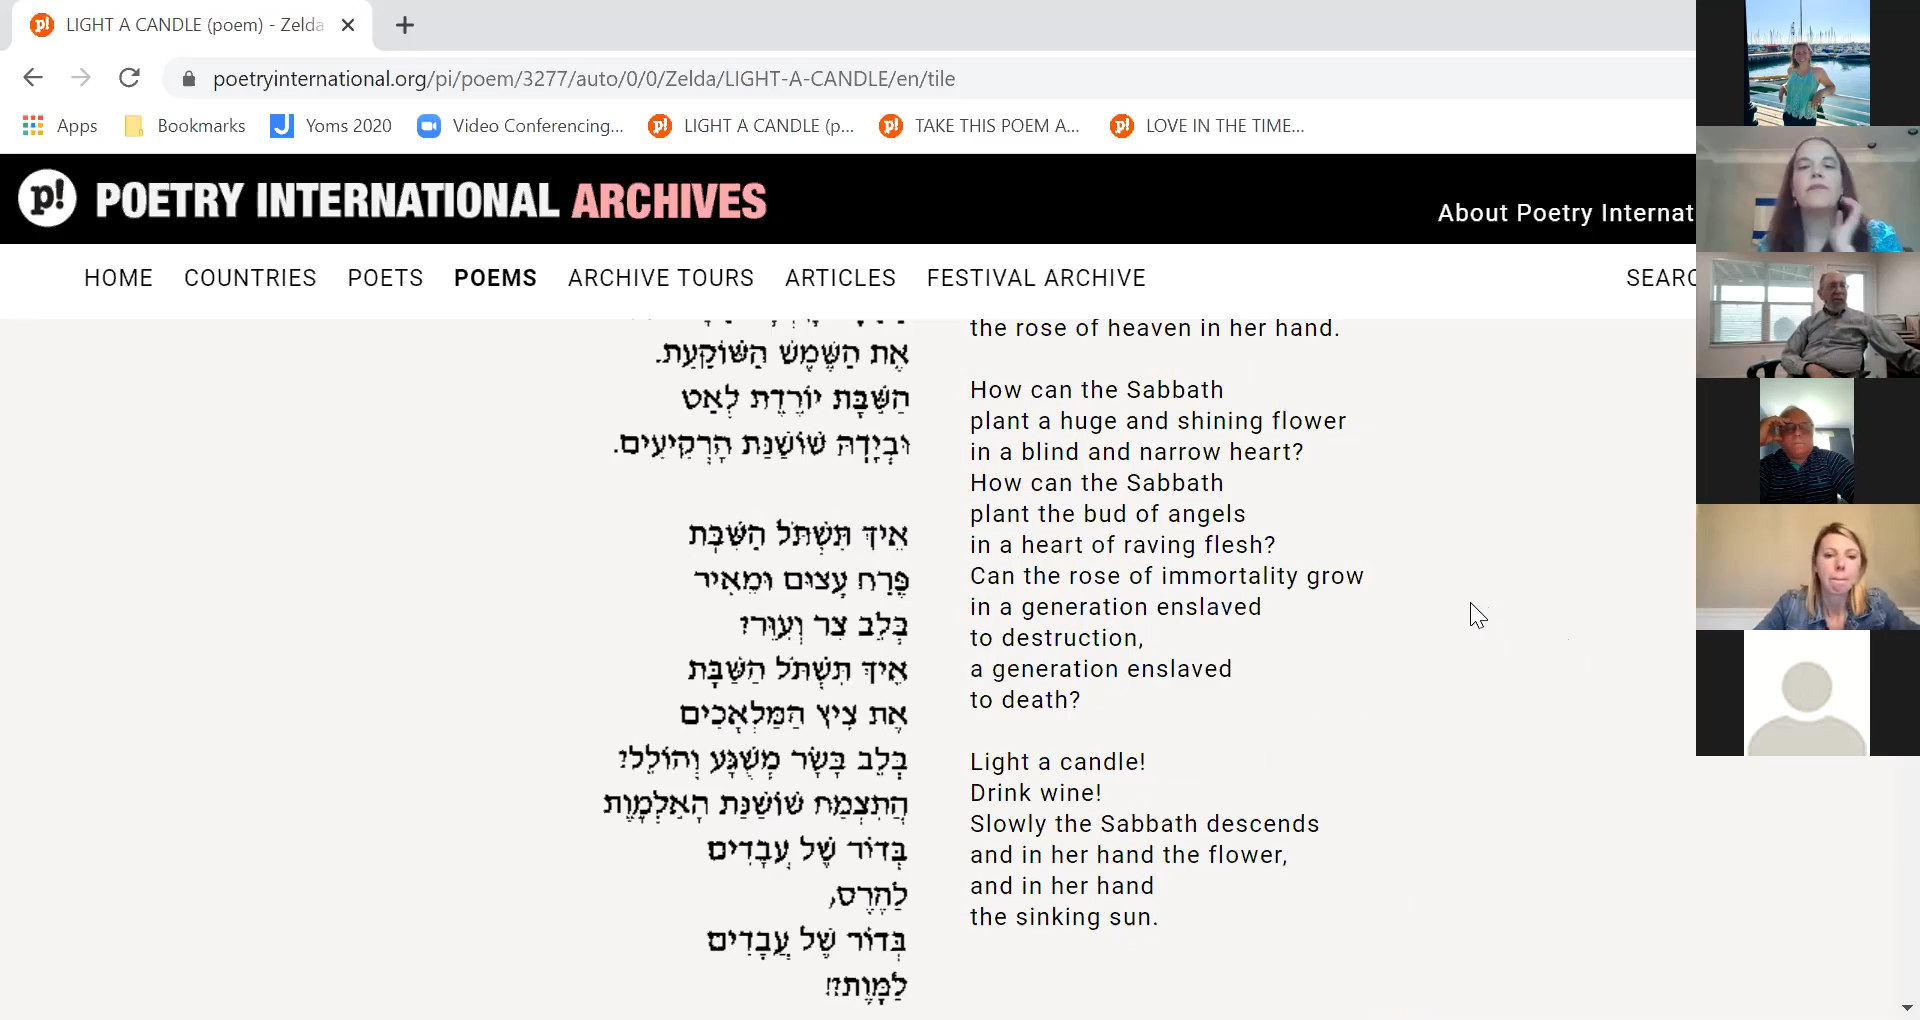 LIGHT A CANDLE (poem) - Zelda
poetryinternational.org/pi/poem/3277/auto/0/0/Zelda/LIGHT-A-CANDLE/en/tile
Apps
Bookmarks
Yoms 2020
Video Conferencing...
LIGHT A CANDLE (p...
TAKE THIS POEM A...
LOVE IN THE TIME...
p! POETRY INTERNATIONAL ARCHIVES
About Poetry Internat
HOME
COUNTRIES
POETS
POEMS
ARCHIVE TOURS
ARTICLES
FESTIVAL ARCHIVE
SEARC
אֶת הַשֶּׁמֶשׁ הַשּׁוֹקַעַת.
הַשַּׁבָּת יוֹרֶדֶת לְאַט
וּבְיָדָהּ שׁוֹשַׁנַּת הָרְקִיעִים.
אֵיךְ תִּשְׁתֹּל הַשַּׁבָּת
פֶּרַח עָצוּם וּמֵאִיר
בְּלֵב צַר וְעִוֵּר?
אֵיךְ תִּשְׁתֹּל הַשַּׁבָּת
אֶת צִיץ הַמַּלְאָכִים
בְּלֵב בָּשָׂר מְשֻׁגָּע וְהוֹלֵל?
הֲתִצְמַח שׁוֹשַׁנַּת הָאַלְמָוֶת
בְּדוֹר שֶׁל עֲבָדִים
לַהֶרֶס,
בְּדוֹר שֶׁל עֲבָדִים
לַמָּוֶת?!
the rose of heaven in her hand.
How can the Sabbath
plant a huge and shining flower
in a blind and narrow heart?
How can the Sabbath
plant the bud of angels
in a heart of raving flesh?
Can the rose of immortality grow
in a generation enslaved
to destruction,
a generation enslaved
to death?
Light a candle!
Drink wine!
Slowly the Sabbath descends
and in her hand the flower,
and in her hand
the sinking sun.